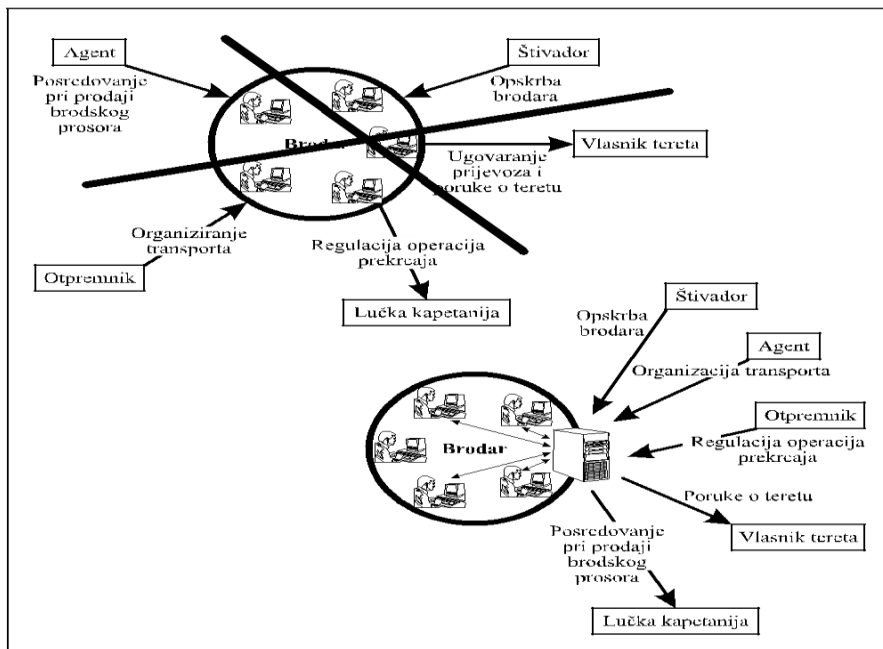 Agent
Posredovanje
pri prodaji
brodskog
prosora
Štivador
Opskrba
brodara
Brodar
Vlasnik tereta
Ugovaranje
prijevoza i
poruke o teretu
Organiziranje
transporta
Otpremnik
Regulacija operacija
prekrcaja
Lučka kapetanija
Štivador
Opskrba
brodara
Agent
Organizacija transporta
Otpremnik
Regulacija operacija
prekrcaja
Brodar
Poruke o teretu
Vlasnik tereta
Posredovanje
pri prodaji
brodskog
prosora
Lučka kapetanija